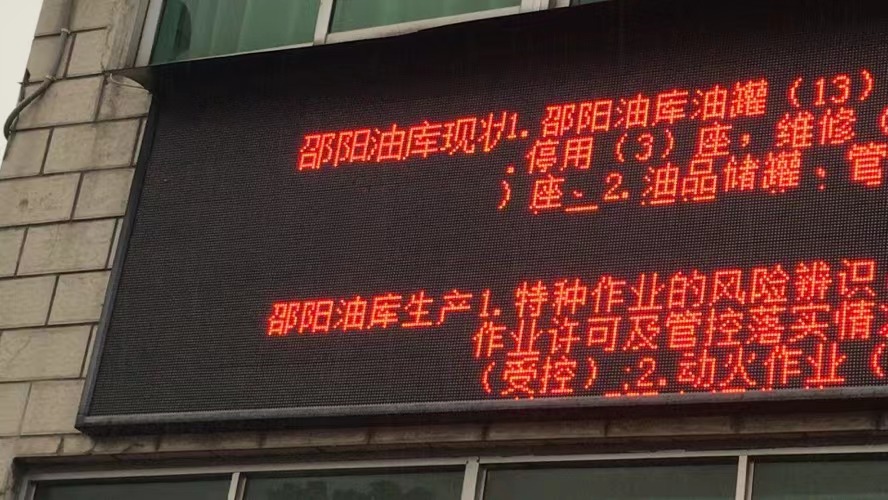 邵阳油库现状1. 邵阳油库油罐（13）
.停用（3）座，维修（
）座、2.油品储罐：管
邵阳油库生产1.特种作业的风险辨识
作业许可及管控落实情
（受控）;2.动火作业（